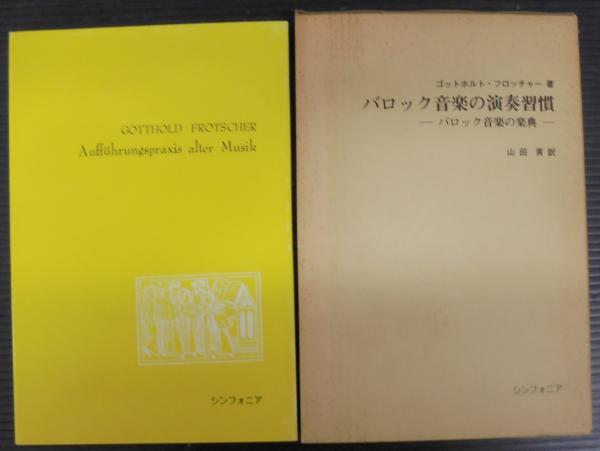 GOTTHOLD FROTSCHER
Aufführungspraxis alter Musik
シンフォニア
ゴットホルト・フロッチャー 著
バロック音楽の演奏習慣
— バロック音楽の楽典 —
山田 貢 訳
シンフォニア